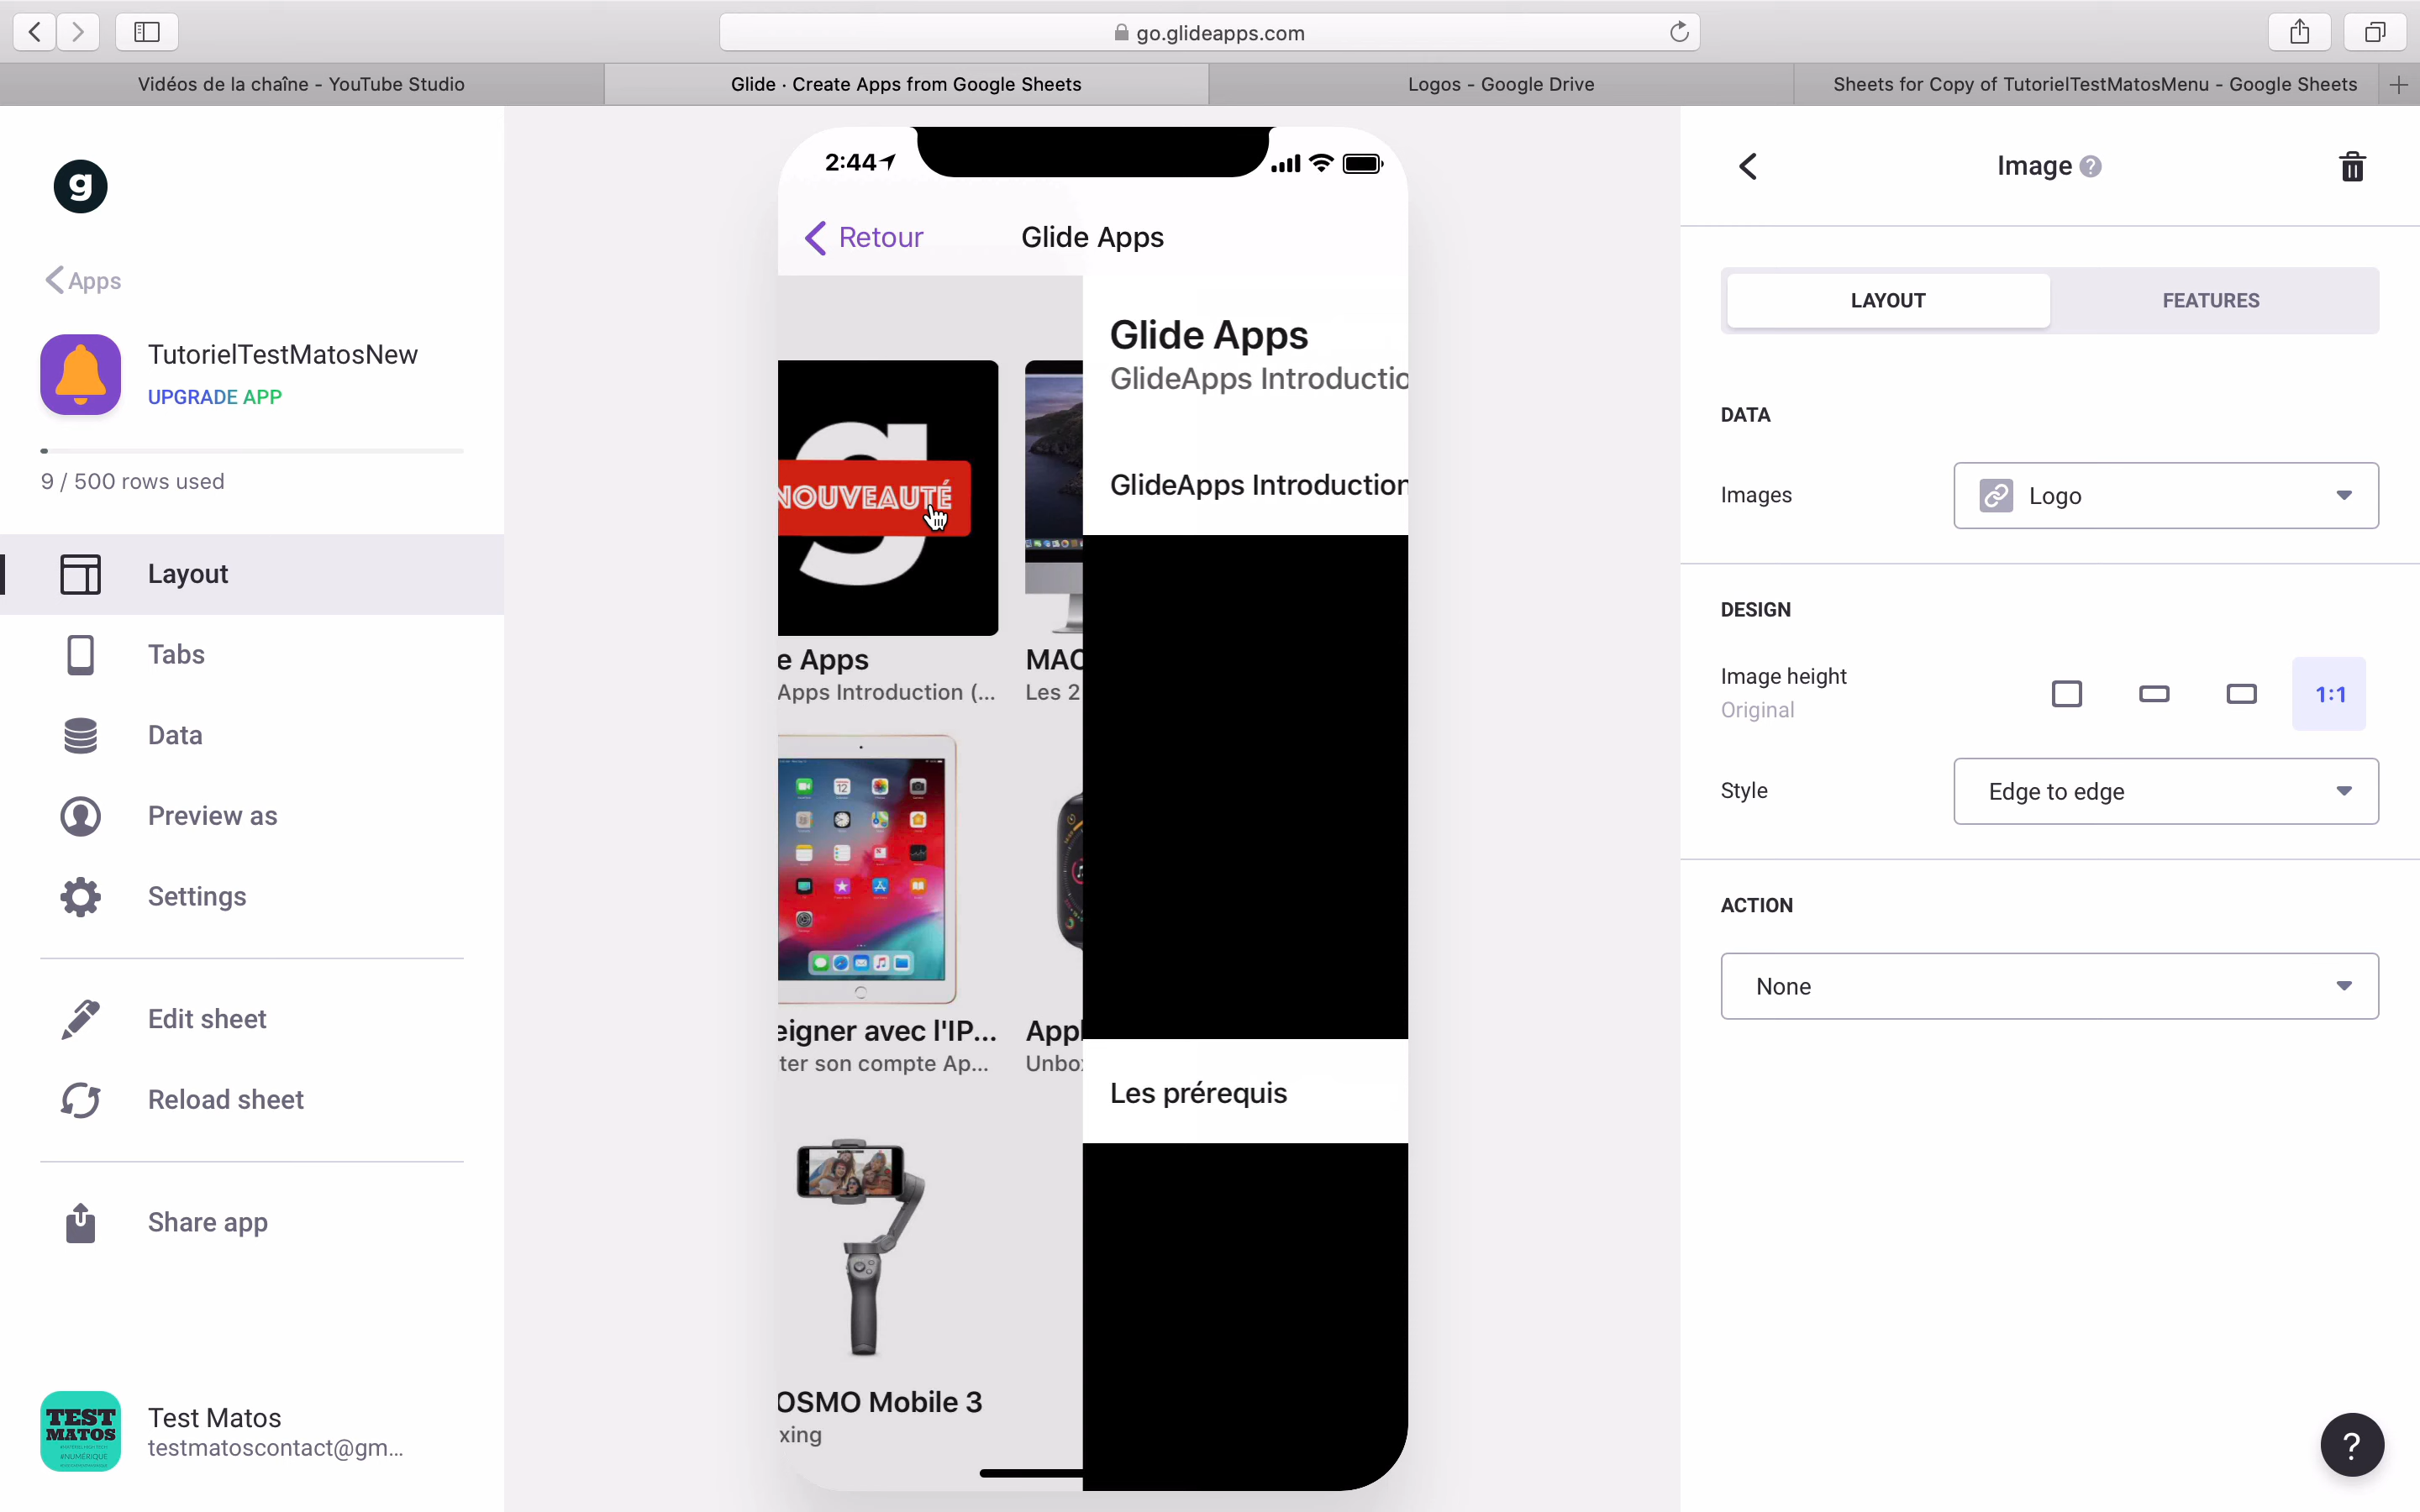 go.glideapps.com
Vidéos de la chaîne - YouTube Studio
Glide · Create Apps from Google Sheets
Logos - Google Drive
Sheets for Copy of TutorielTestMatosMenu - Google Sheets
g
Apps
TutorielTestMatosNew
UPGRADE APP
9 / 500 rows used
Layout
Tabs
Data
Preview as
Settings
Edit sheet
Reload sheet
Share app
TEST
MATOS
#NUMÉRIQUE
Test Matos
testmatoscontact@gm...
2:44
Retour
Glide Apps
NOUVEAUTÉ
e Apps
Apps Introduction (...
MAC
Les 2
eigner avec l'IP...
ter son compte Ap...
Appl
Unbo
OSMO Mobile 3
xing
Glide Apps
GlideApps Introductio
GlideApps Introduction
Les prérequis
Image ?
LAYOUT
FEATURES
DATA
Images
Logo
DESIGN
Image height
Original
1:1
Style
Edge to edge
ACTION
None
?